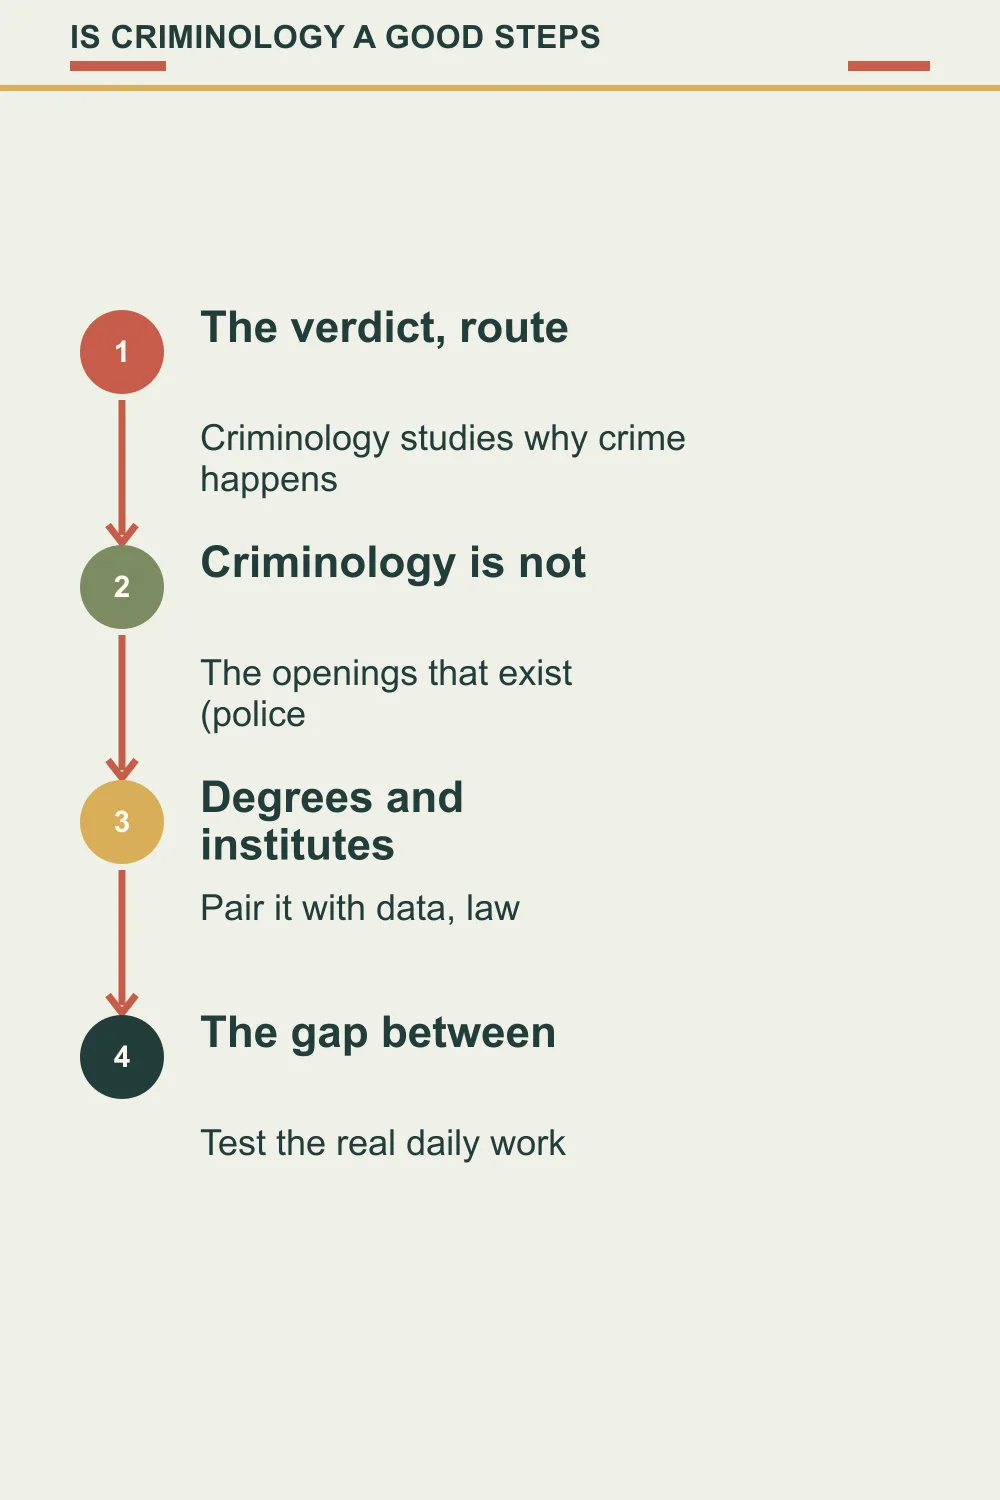 IS CRIMINOLOGY A GOOD STEPS
1
The verdict, route
Criminology studies why crime
happens
2
Criminology is not
The openings that exist
(police
3
Degrees and
institutes
Pair it with data, law
4
The gap between
Test the real daily work